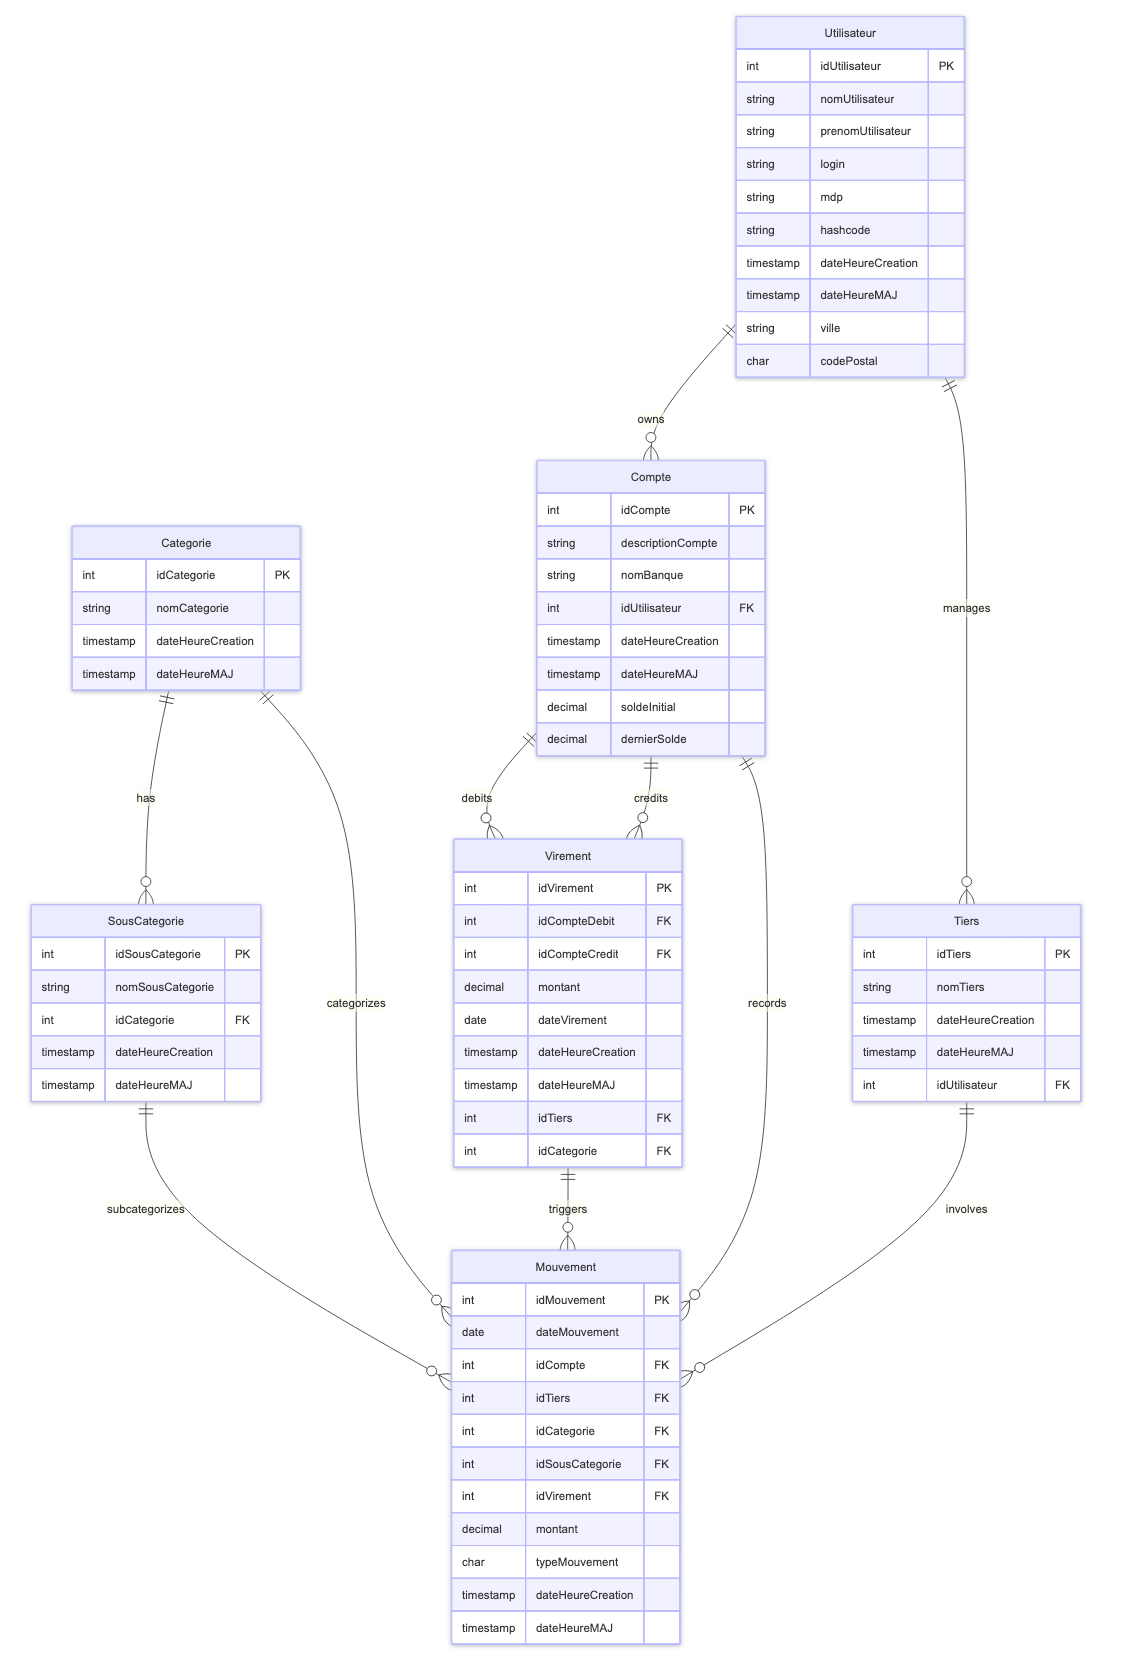 Utilisateur
int idUtilisateur PK
string nomUtilisateur
string prenomUtilisateur
string login
string mdp
string hashcode
timestamp dateHeureCreation
timestamp dateHeureMAJ
string ville
char codePostal
owns
manages
Compte
int idCompte PK
string descriptionCompte
string nomBanque
int idUtilisateur FK
timestamp dateHeureCreation
timestamp dateHeureMAJ
decimal soldeInitial
decimal dernierSolde
Categorie
int idCategorie PK
string nomCategorie
timestamp dateHeureCreation
timestamp dateHeureMAJ
has
categorizes
debits
credits
records
Virement
int idVirement PK
int idCompteDebit FK
int idCompteCredit FK
decimal montant
date dateVirement
timestamp dateHeureCreation
timestamp dateHeureMAJ
int idTiers FK
int idCategorie FK
SousCategorie
int idSousCategorie PK
string nomSousCategorie
int idCategorie FK
timestamp dateHeureCreation
timestamp dateHeureMAJ
Tiers
int idTiers PK
string nomTiers
timestamp dateHeureCreation
timestamp dateHeureMAJ
int idUtilisateur FK
subcategorizes
triggers
involves
Mouvement
int idMouvement PK
date dateMouvement
int idCompte FK
int idTiers FK
int idCategorie FK
int idSousCategorie FK
int idVirement FK
decimal montant
char typeMouvement
timestamp dateHeureCreation
timestamp dateHeureMAJ